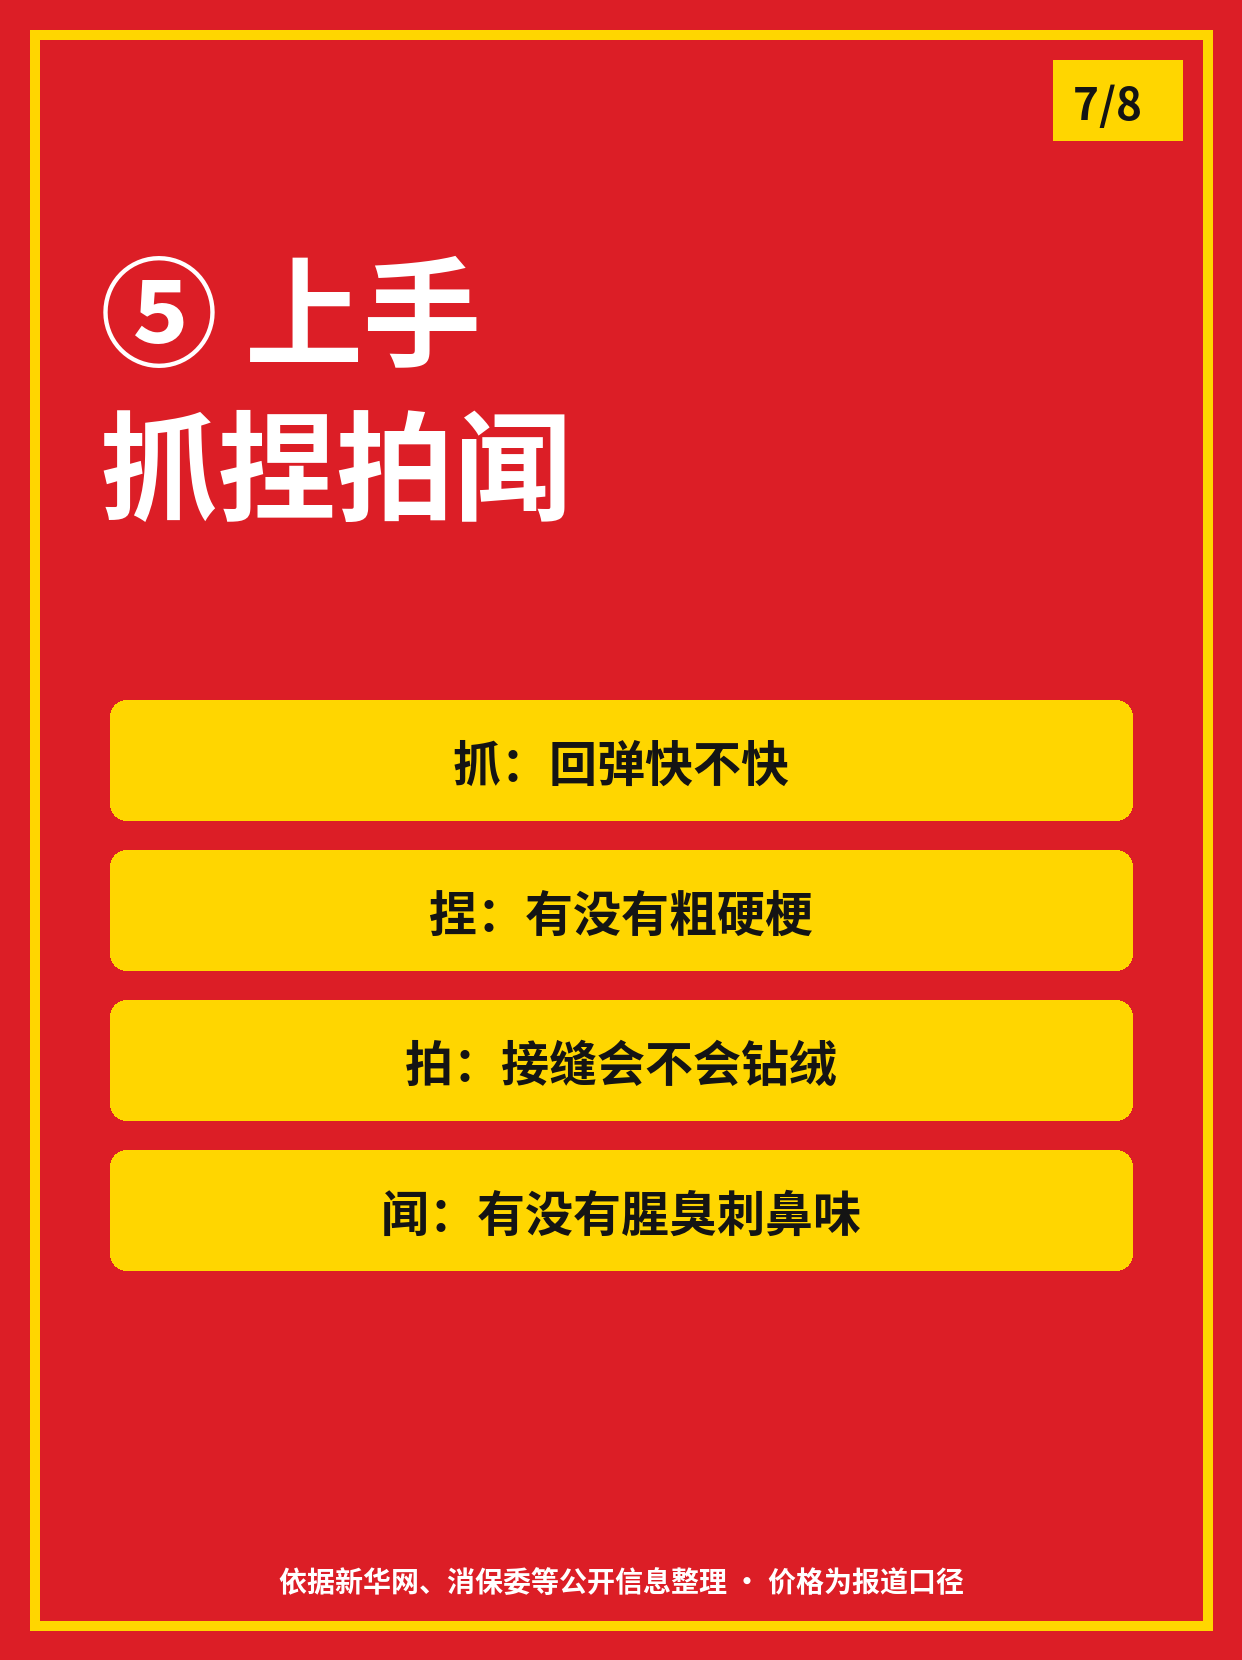 7/8
⑤ 上手
抓捏拍闻
抓：回弹快不快
捏：有没有粗硬梗
拍：接缝会不会钻绒
闻：有没有腥臭刺鼻味
依据新华网、消保委等公开信息整理 · 价格为报道口径